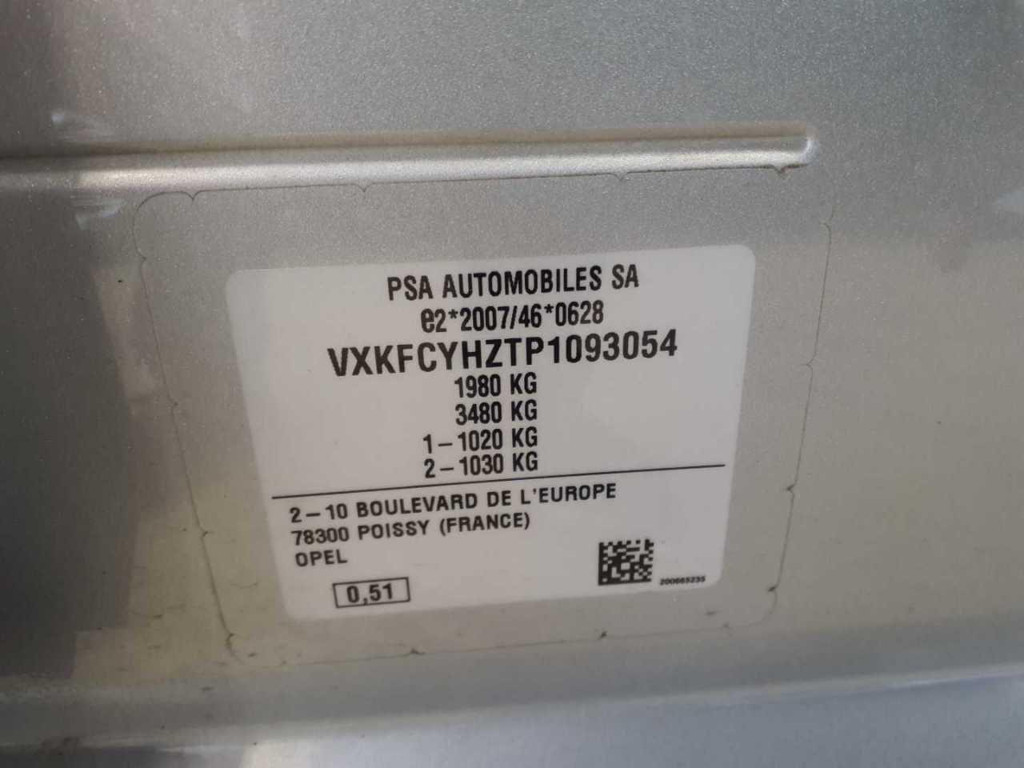 PSA AUTOMOBILES SA
e2*2007/46*0628
VXKFCYHZTP1093054
1980 KG
3480 KG
1-1020 KG
2-1030 KG
2-10 BOULEVARD DE L'EUROPE
78300 POISSY (FRANCE)
OPEL
0,51